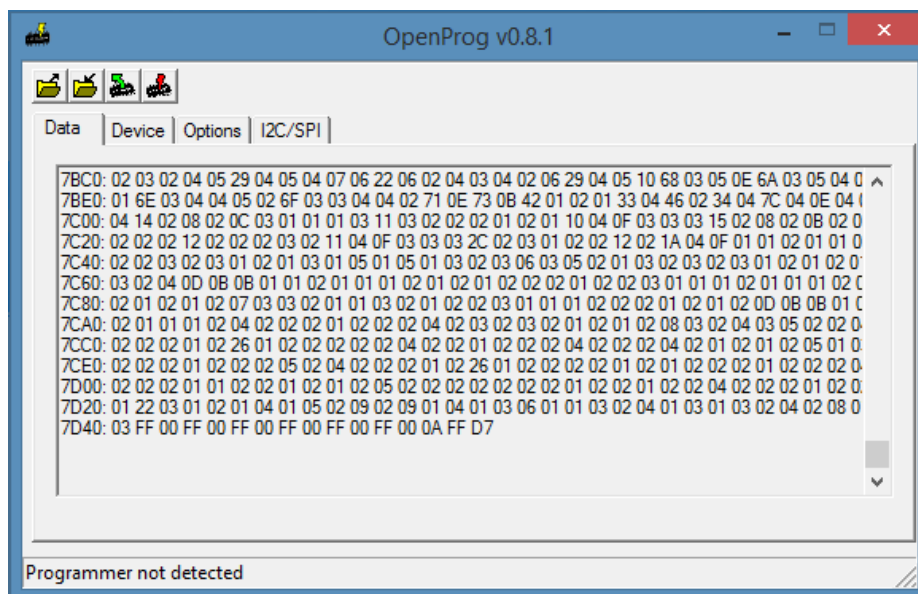 OpenProg v0.8.1
Data Device Options I2C/SPI
7BC0: 02 03 02 04 05 29 04 05 04 07 06 22 06 02 04 03 04 02 06 29 04 05 10 68 03 05 0E 6A 03 05 04
7BE0: 01 6E 03 04 04 05 02 6F 03 03 04 04 02 71 0E 73 0B 42 01 02 01 33 04 46 02 34 04 7C 04 0E 04
7C00: 04 14 02 08 02 0C 03 01 01 01 03 11 03 02 02 02 01 02 01 10 04 0F 03 03 03 15 02 08 02 0B 02
7C20: 02 02 02 12 02 02 02 03 02 11 04 0F 03 03 03 2C 02 03 01 02 02 12 02 1A 04 0F 01 01 02 01 01
7C40: 02 02 03 02 03 01 02 01 03 01 05 01 05 01 03 02 03 06 03 05 02 01 03 02 03 02 03 01 02 01 02
7C60: 03 02 04 0D 0B 0B 01 01 02 01 01 01 02 01 02 01 02 02 02 01 02 02 03 01 01 01 02 01 01 01 02
7C80: 02 01 02 01 02 07 03 03 02 01 01 03 02 01 02 02 03 01 01 01 02 02 02 01 02 01 02 0D 0B 0B 01
7CA0: 02 01 01 01 02 04 02 02 02 01 02 02 02 04 02 03 02 03 02 01 02 01 02 08 03 02 04 03 05 02 02
7CC0: 02 02 02 01 02 26 01 02 02 02 02 02 04 02 02 01 02 02 02 04 02 02 02 04 02 01 02 01 02 05 01
7CE0: 02 02 02 01 02 02 02 05 02 04 02 02 02 01 02 26 01 02 02 02 02 01 02 01 02 02 02 01 02 02 02
7D00: 02 02 02 01 01 02 02 01 02 01 02 05 02 02 02 02 02 02 02 01 02 02 01 02 02 04 02 02 02 01 02
7D20: 01 22 03 01 02 01 04 01 05 02 09 02 09 01 04 01 03 06 01 01 03 02 04 01 03 01 03 02 04 02 08
7D40: 03 FF 00 FF 00 FF 00 FF 00 FF 00 FF 00 0A FF D7
Programmer not detected